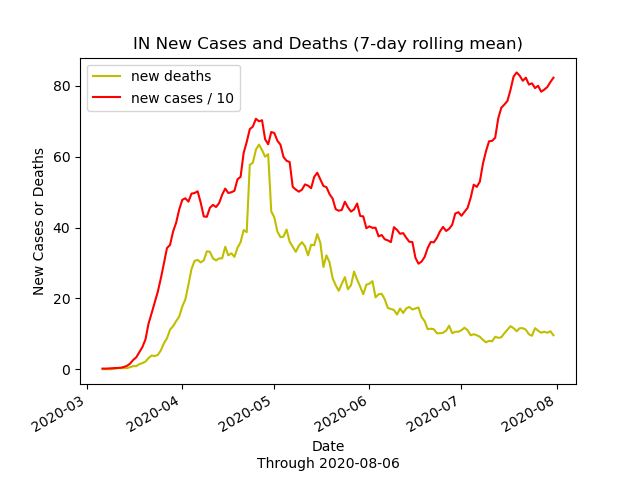 IN New Cases and Deaths (7-day rolling mean)
new deaths
new cases / 10
80
60
40
20
0
New Cases or Deaths
2020-03
2020-04
2020-05
2020-06
2020-07
2020-08
Date
Through 2020-08-06